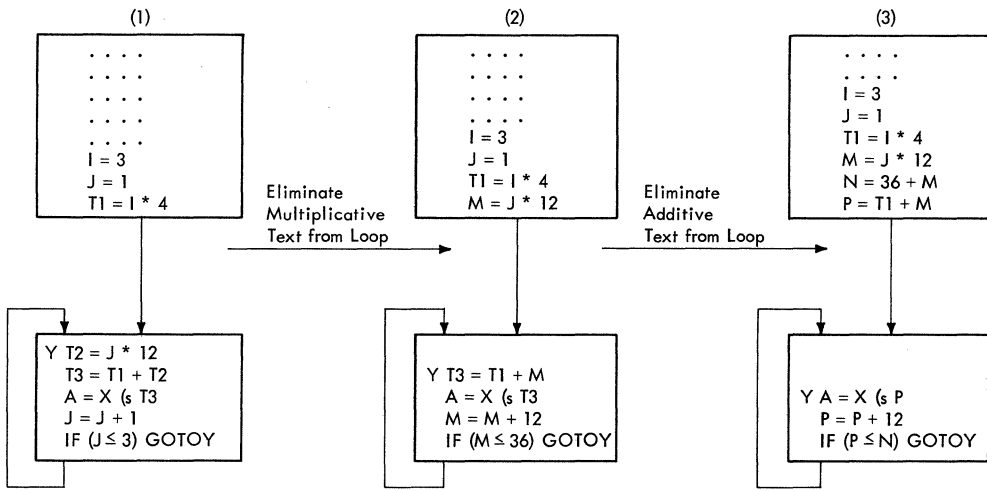 (1)
. . . .
. . . .
. . . .
. . . .
. . . .
I = 3
J = 1
T1 = I * 4
Eliminate
Multiplicative
Text from Loop
(2)
. . . .
. . . .
. . . .
. . . .
I = 3
J = 1
T1 = I * 4
M = J * 12
Eliminate
Additive
Text from Loop
(3)
. . . .
. . . .
I = 3
J = 1
T1 = I * 4
M = J * 12
N = 36 + M
P = T1 + M
Y T2 = J * 12
T3 = T1 + T2
A = X (s T3
J = J + 1
IF (J ≤ 3) GOTOY
Y T3 = T1 + M
A = X (s T3
M = M + 12
IF (M ≤ 36) GOTOY
Y A = X (s P
P = P + 12
IF (P ≤ N) GOTOY